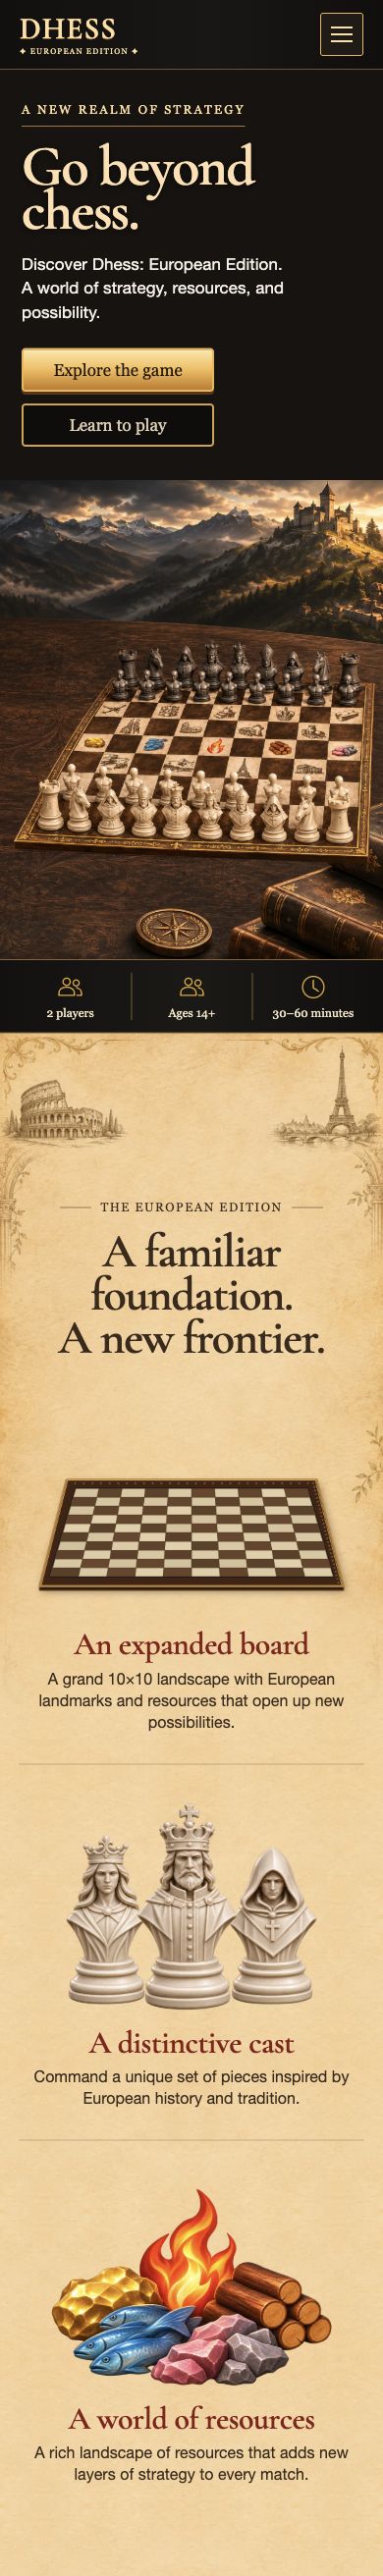 DHESS
✦ EUROPEAN EDITION ✦
A NEW REALM OF STRATEGY
Go beyond
chess.
Discover Dhess: European Edition.
A world of strategy, resources, and
possibility.
Explore the game
Learn to play
2 players
Ages 14+
30–60 minutes
THE EUROPEAN EDITION
A familiar
foundation.
A new frontier.
An expanded board
A grand 10×10 landscape with European
landmarks and resources that open up new
possibilities.
A distinctive cast
Command a unique set of pieces inspired by
European history and tradition.
A world of resources
A rich landscape of resources that adds new
layers of strategy to every match.